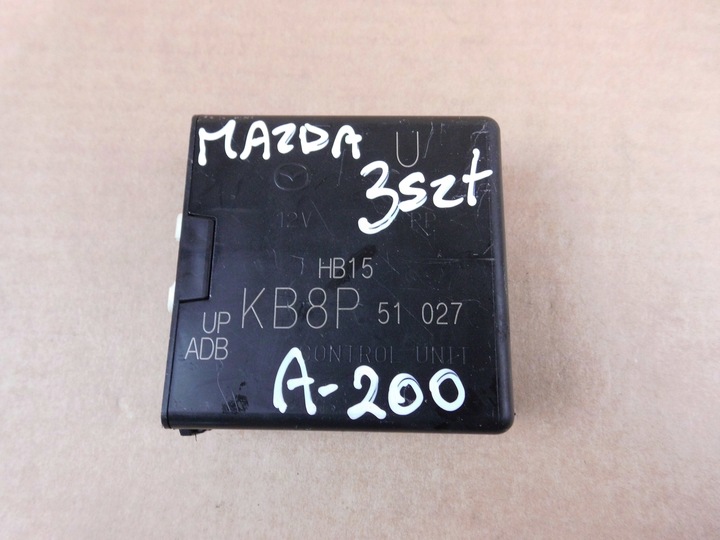 MAZDA
U
3szt
12V
HB15
KB8P 51 027
UP
ADB
CONTROL UNIT
A-200